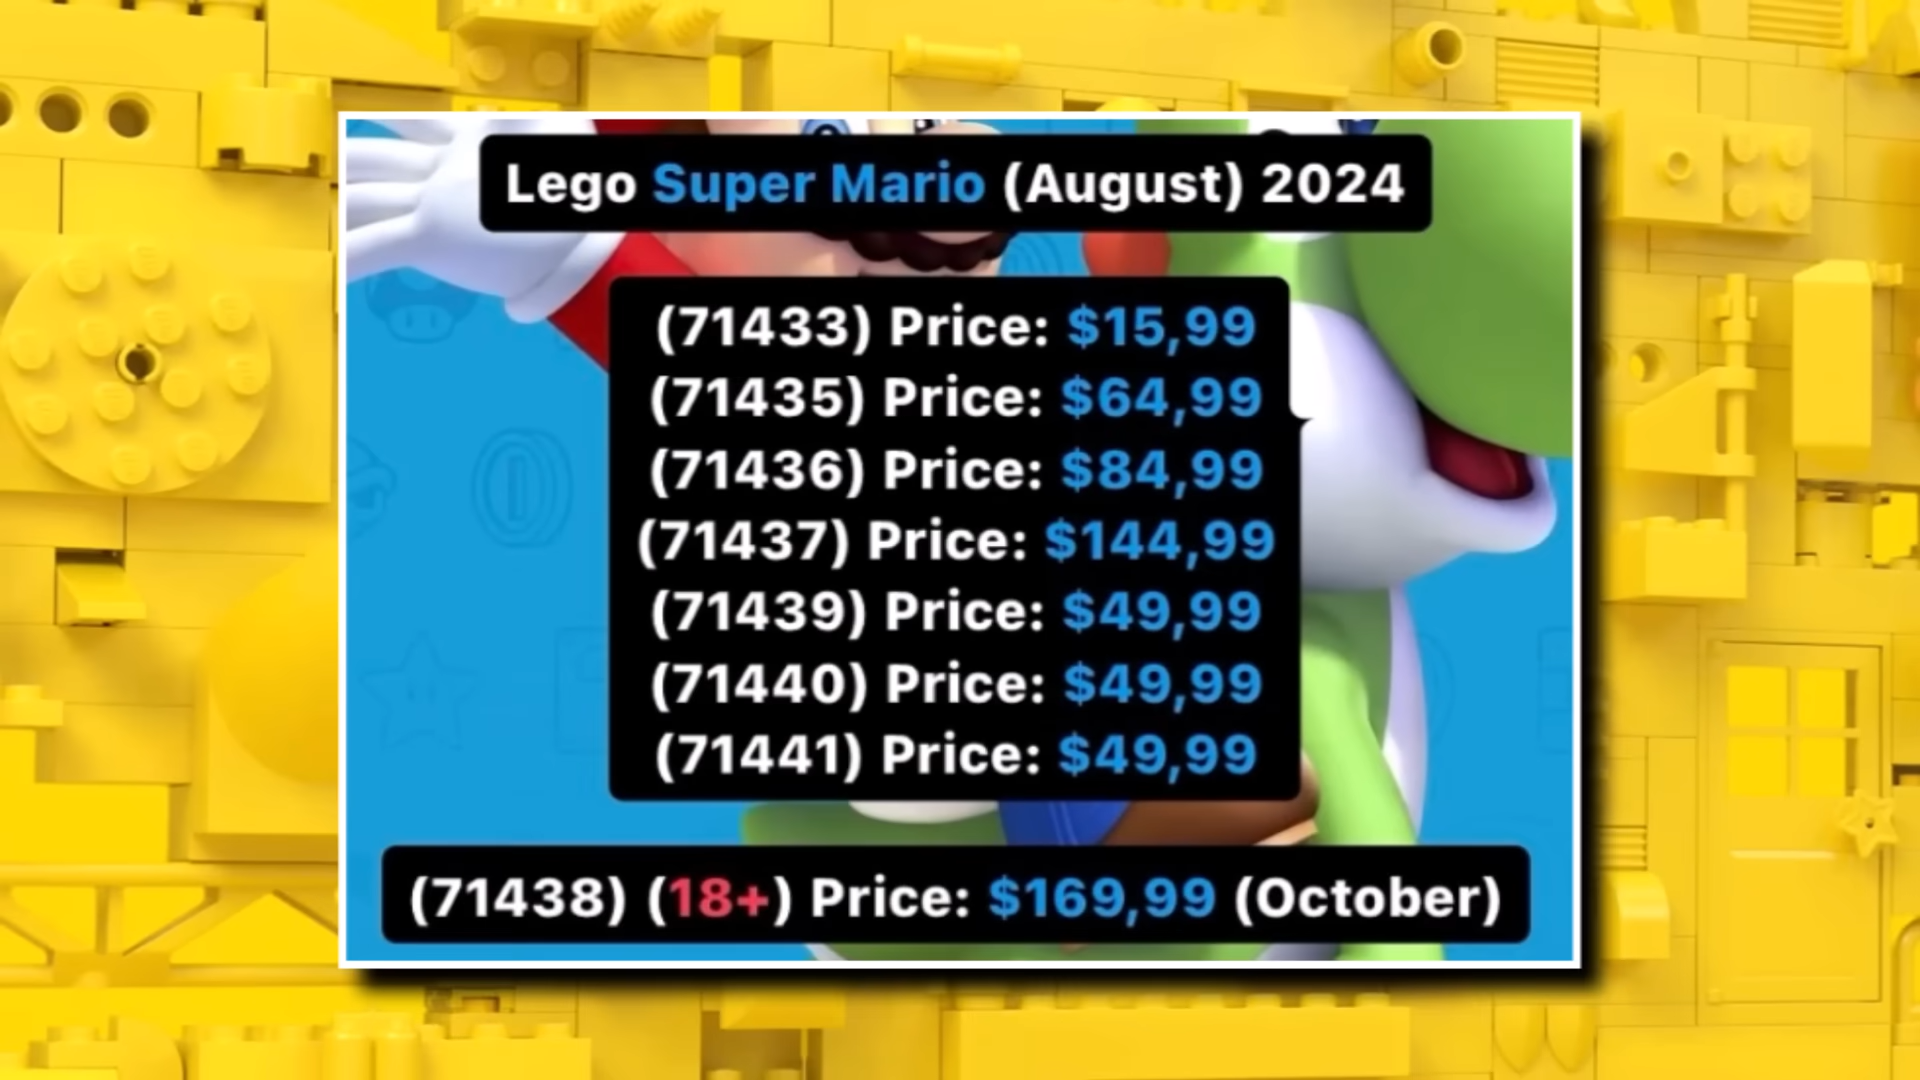 Lego Super Mario (August) 2024
(71433) Price: $15,99
(71435) Price: $64,99
(71436) Price: $84,99
(71437) Price: $144,99
(71439) Price: $49,99
(71440) Price: $49,99
(71441) Price: $49,99
(71438) (18+) Price: $169,99 (October)